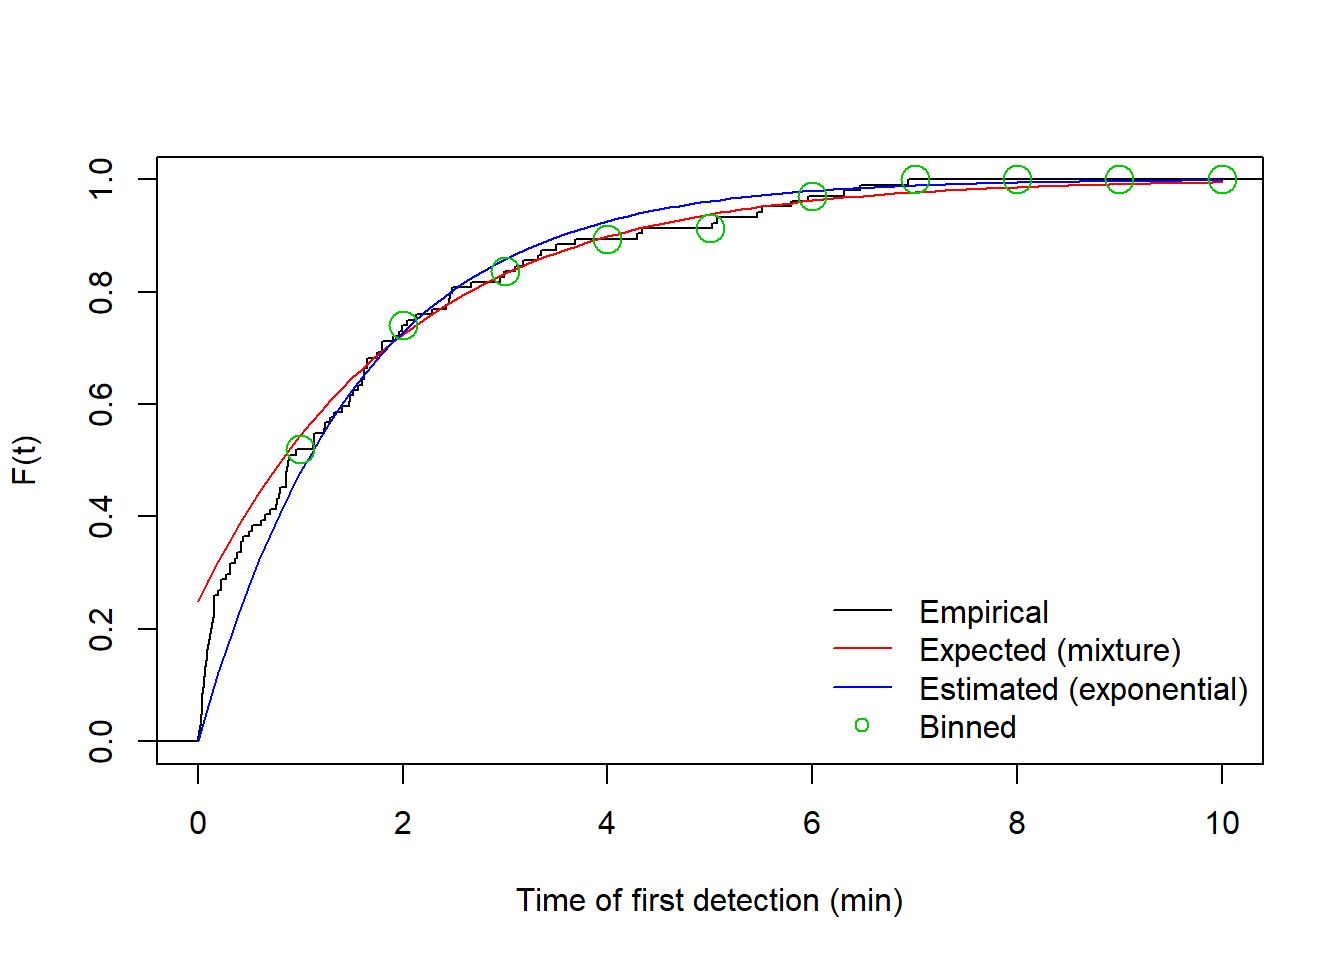 F(t)
1.0
0.8
0.6
0.4
0.2
0.0
Empirical
Expected (mixture)
Estimated (exponential)
Binned
0 2 4 6 8 10
Time of first detection (min)